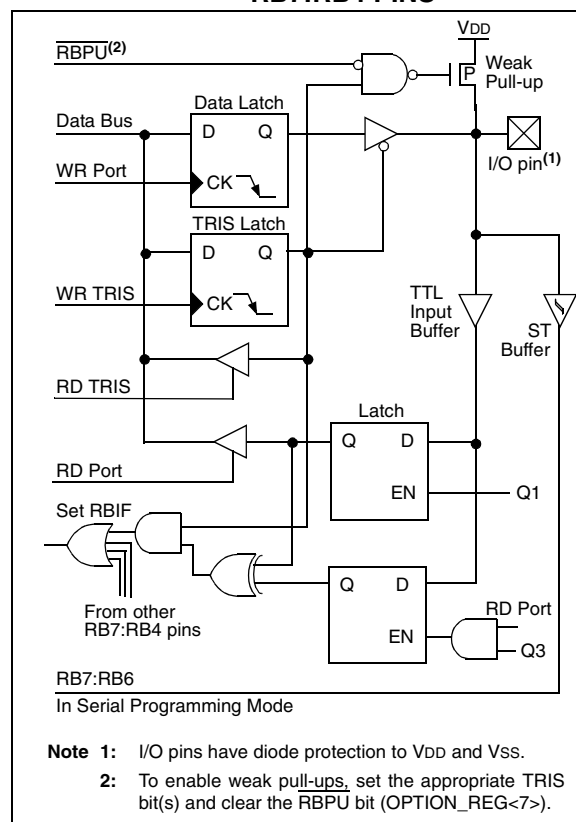 RBPU(2)
VDD
P
Weak
Pull-up
Data Latch
Data Bus
D Q
I/O pin(1)
WR Port
CK
TRIS Latch
D Q
WR TRIS
CK
TTL
Input
Buffer
ST
Buffer
RD TRIS
Latch
Q D
RD Port
EN
Q1
Set RBIF
Q D
From other
RB7:RB4 pins
RD Port
EN
Q3
RB7:RB6
In Serial Programming Mode
Note 1: I/O pins have diode protection to VDD and VSS.
2: To enable weak pull-ups, set the appropriate TRIS
bit(s) and clear the RBPU bit (OPTION_REG<7>).